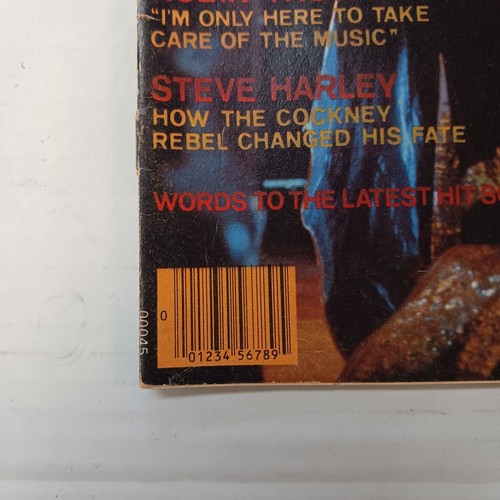 "I'M ONLY HERE TO TAKE
CARE OF THE MUSIC"
STEVE HARLEY
HOW THE COCKNEY
REBEL CHANGED HIS FATE
WORDS TO THE LATEST HIT
0
01234 56789
00045